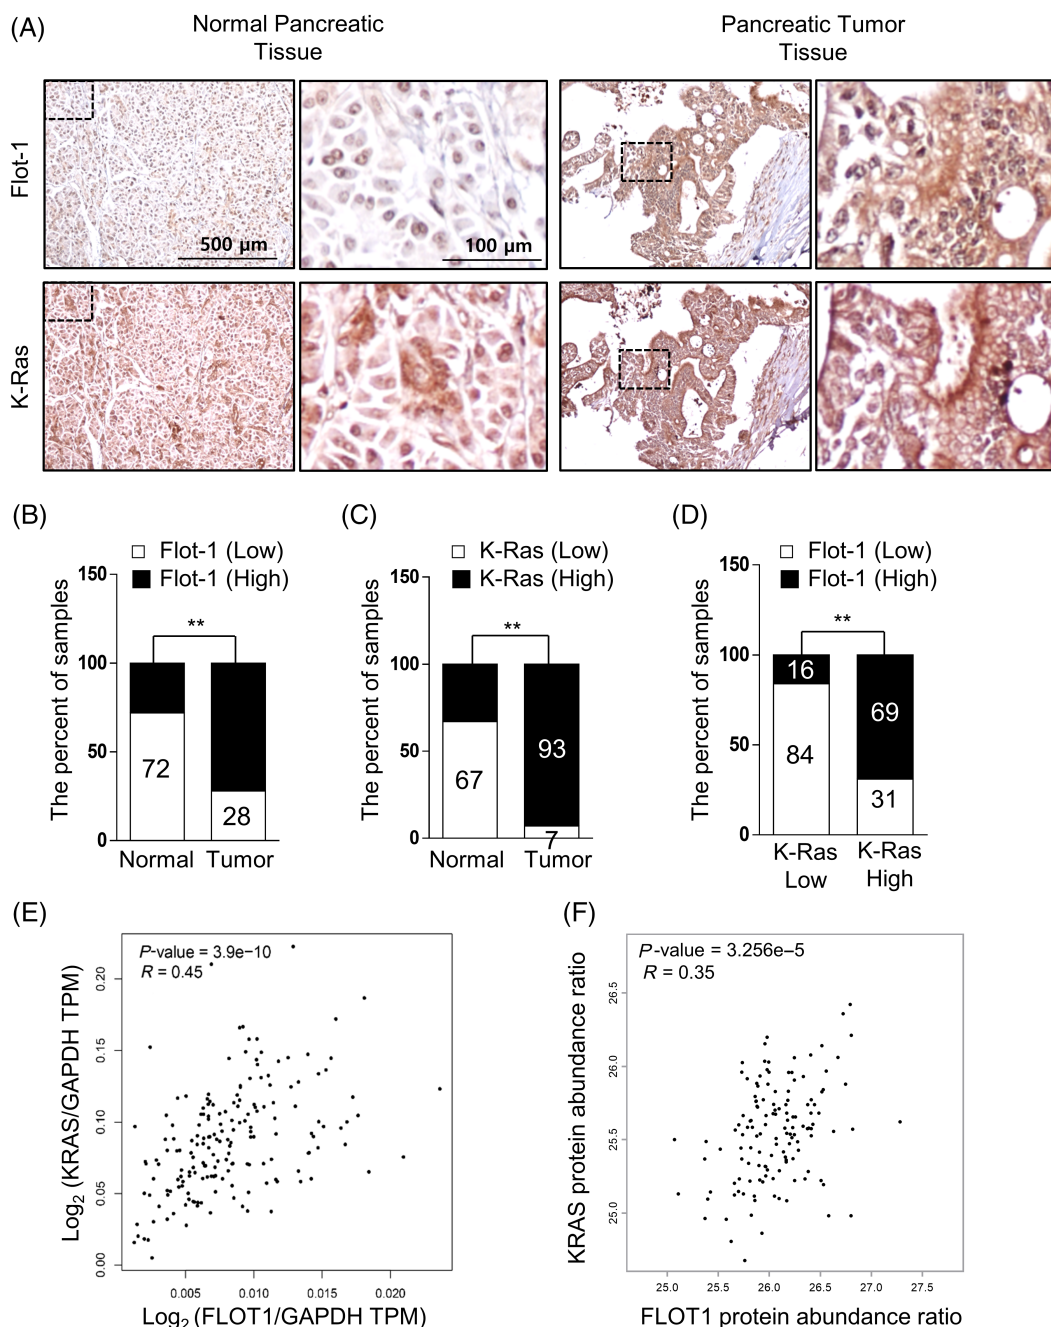 (A)
Normal Pancreatic
Tissue
Pancreatic Tumor
Tissue
Flot-1
500 µm
100 µm
K-Ras
(B)
Flot-1 (Low)
Flot-1 (High)
The percent of samples
150
100
50
0
**
72
28
Normal Tumor
(C)
K-Ras (Low)
K-Ras (High)
The percent of samples
150
100
50
0
**
67
93
7
Normal Tumor
(D)
Flot-1 (Low)
Flot-1 (High)
The percent of samples
150
100
50
0
**
16
84
69
31
K-Ras
Low
K-Ras
High
(E)
P-value = 3.9e−10
R = 0.45
Log2 (KRAS/GAPDH TPM)
0.20
0.15
0.10
0.05
0.00
0.005 0.010 0.015 0.020
Log2 (FLOT1/GAPDH TPM)
(F)
P-value = 3.256e–5
R = 0.35
KRAS protein abundance ratio
26.5
26.0
25.5
25.0
25.0 25.5 26.0 26.5 27.0 27.5
FLOT1 protein abundance ratio